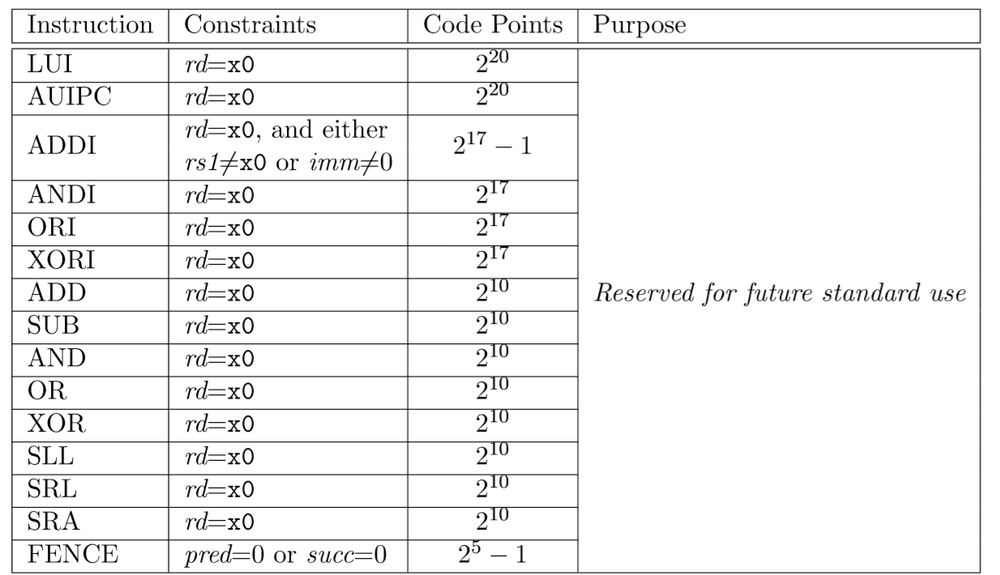 Instruction Constraints Code Points Purpose
LUI rd=x0 2^20
AUIPC rd=x0 2^20
ADDI rd=x0, and either rs1≠x0 or imm≠0 2^17 − 1
ANDI rd=x0 2^17
ORI rd=x0 2^17
XORI rd=x0 2^17
ADD rd=x0 2^10 Reserved for future standard use
SUB rd=x0 2^10
AND rd=x0 2^10
OR rd=x0 2^10
XOR rd=x0 2^10
SLL rd=x0 2^10
SRL rd=x0 2^10
SRA rd=x0 2^10
FENCE pred=0 or succ=0 2^5 − 1